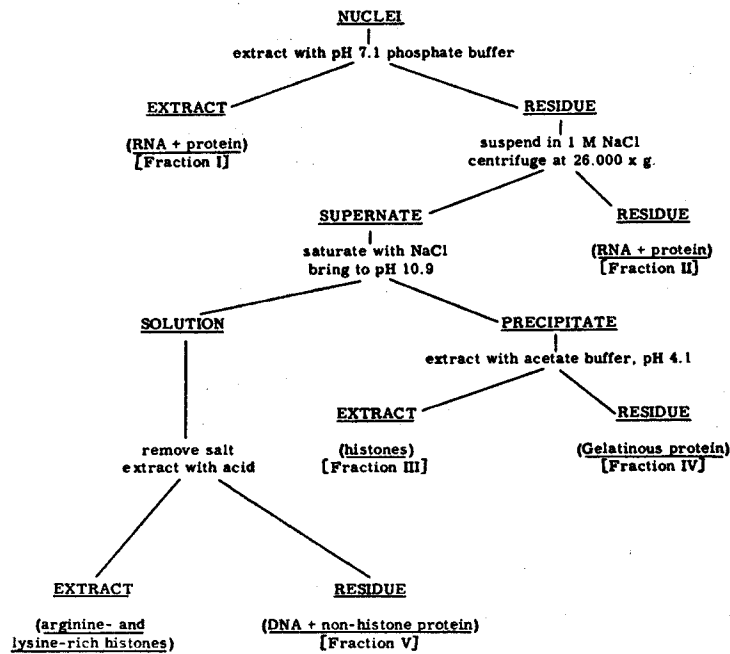 NUCLEI
extract with pH 7.1 phosphate buffer
EXTRACT
(RNA + protein)
[Fraction I]
RESIDUE
suspend in 1 M NaCl
centrifuge at 26.000 x g.
SUPERNATE
saturate with NaCl
bring to pH 10.9
RESIDUE
(RNA + protein)
[Fraction II]
SOLUTION
PRECIPITATE
extract with acetate buffer, pH 4.1
EXTRACT
(histones)
[Fraction III]
RESIDUE
(Gelatinous protein)
[Fraction IV]
remove salt
extract with acid
EXTRACT
(arginine- and
lysine-rich histones)
RESIDUE
(DNA + non-histone protein)
[Fraction V]